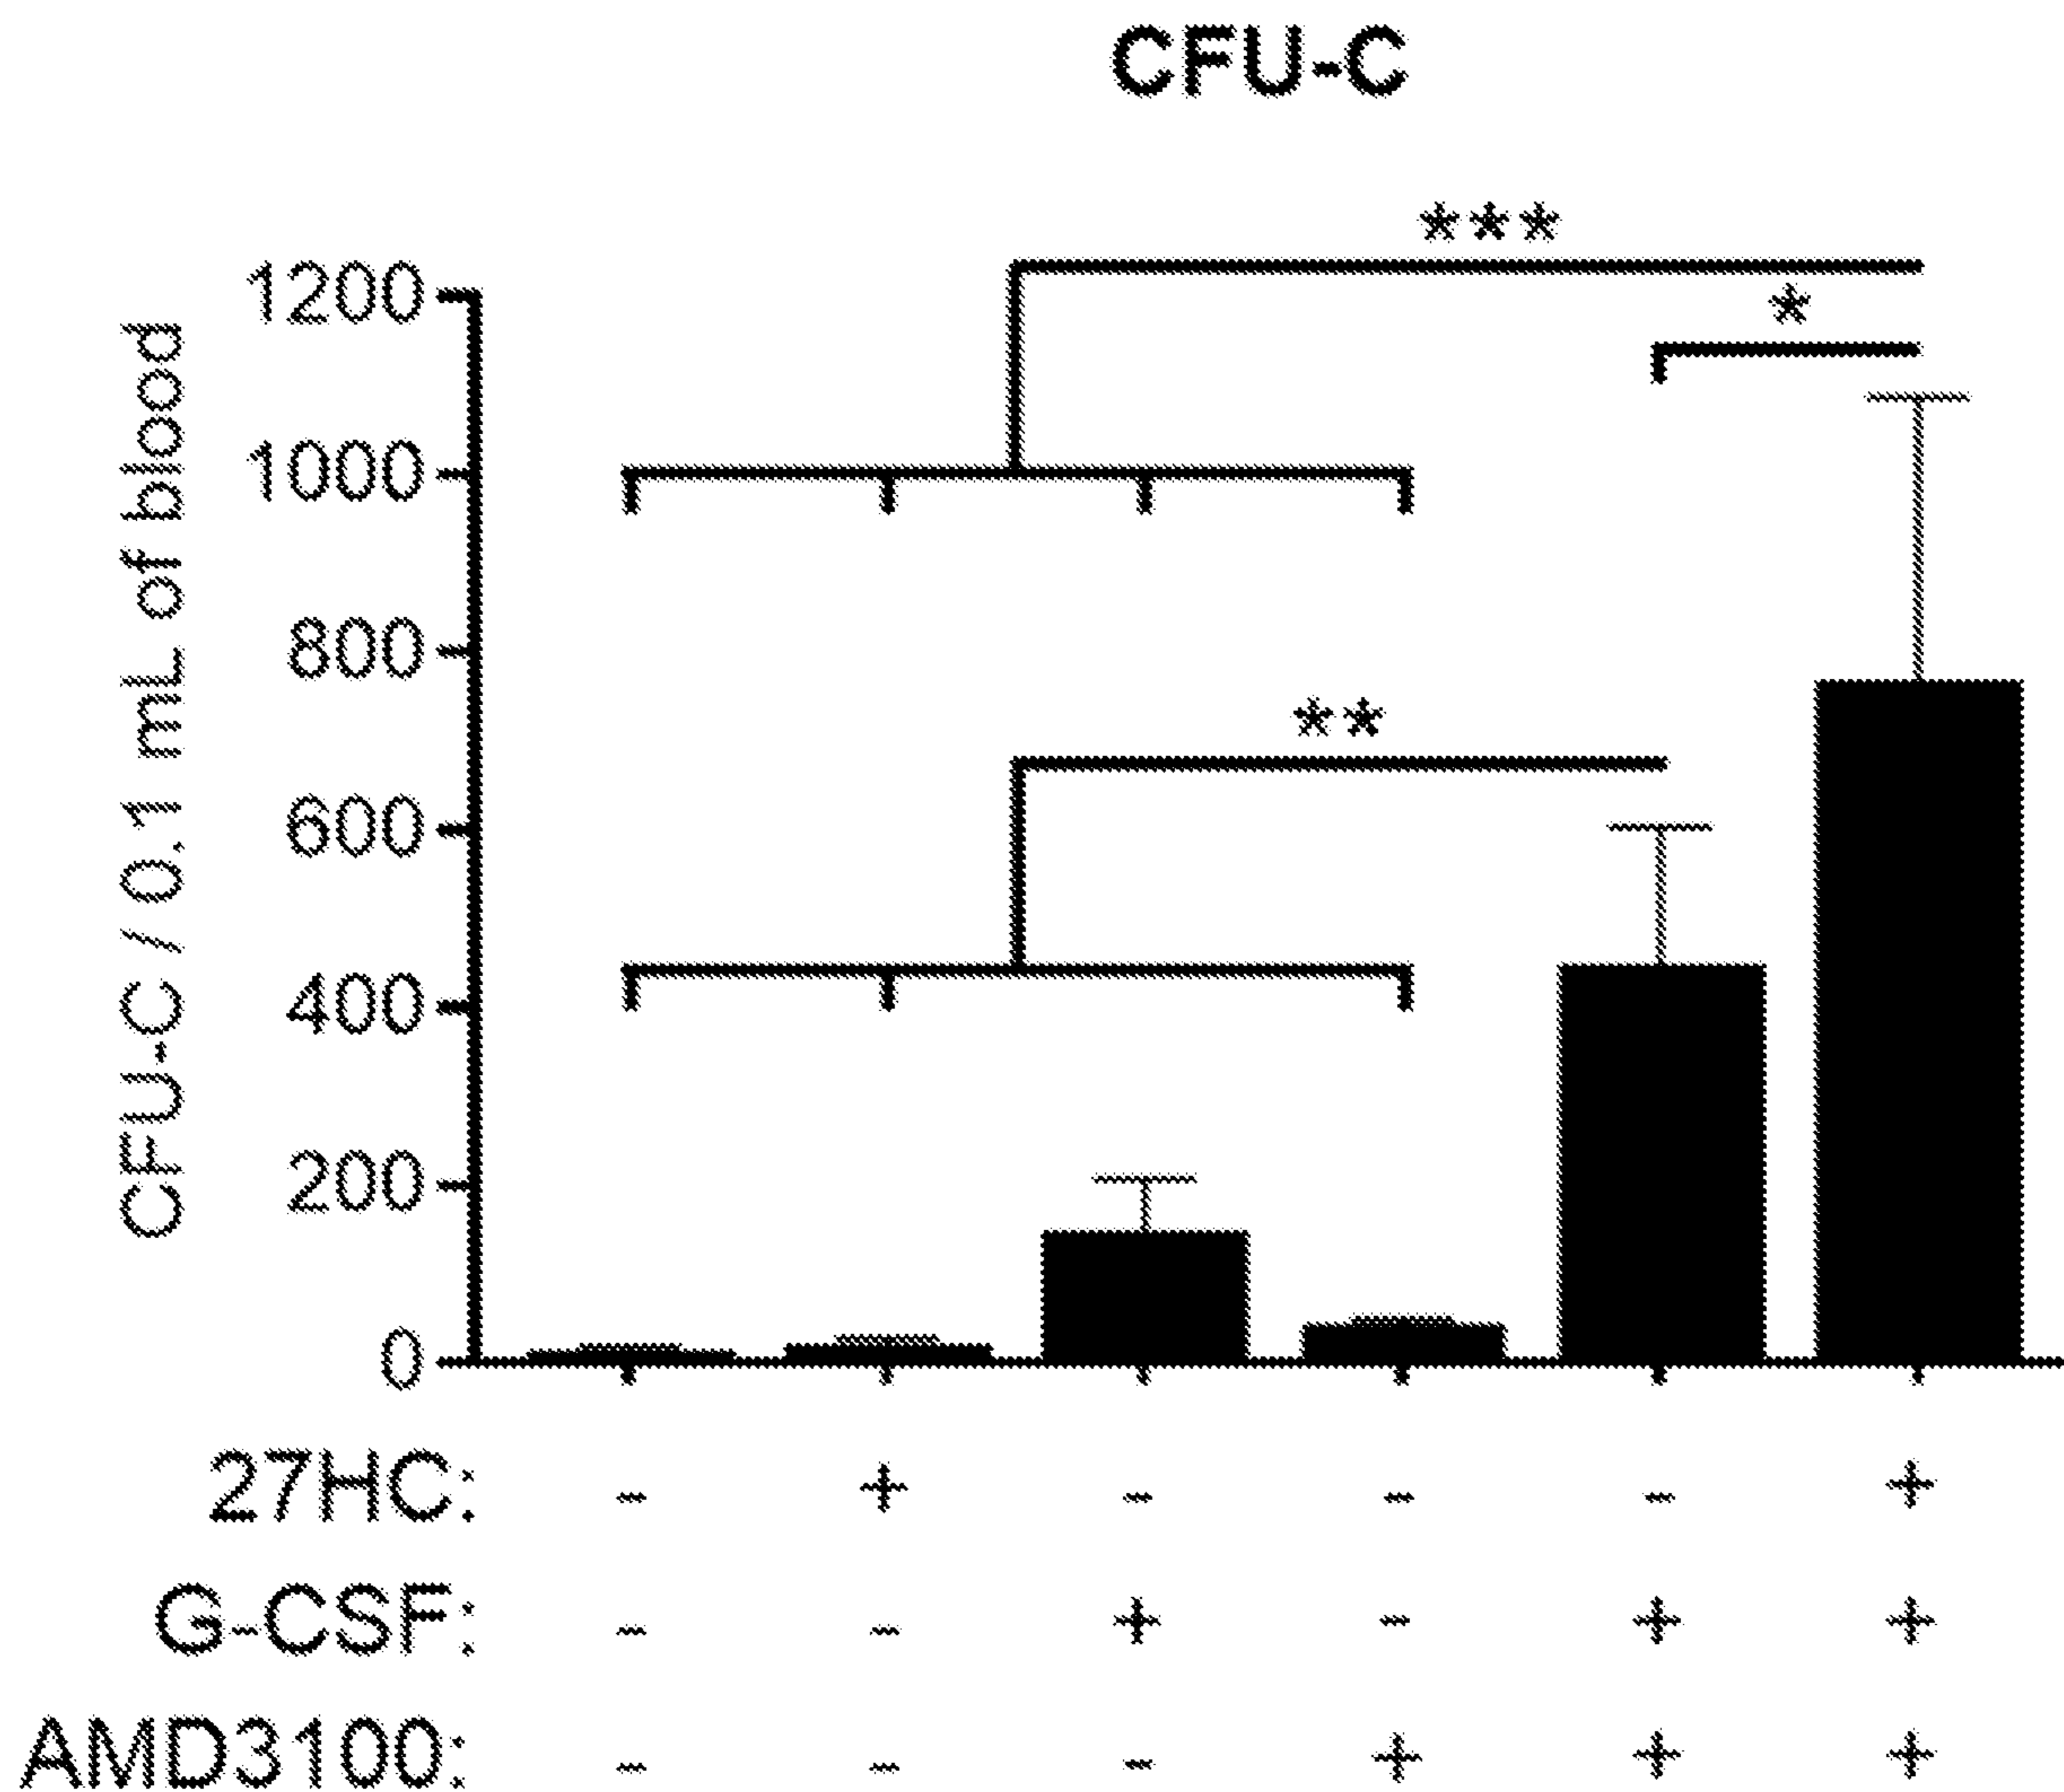 CFU-C
***
1200
*
1000
800
**
600
400
200
0
CFU-C / 0.1 mL of blood
27HC: - + - - - +
G-CSF: - - + - + +
AMD3100: - - - + + +